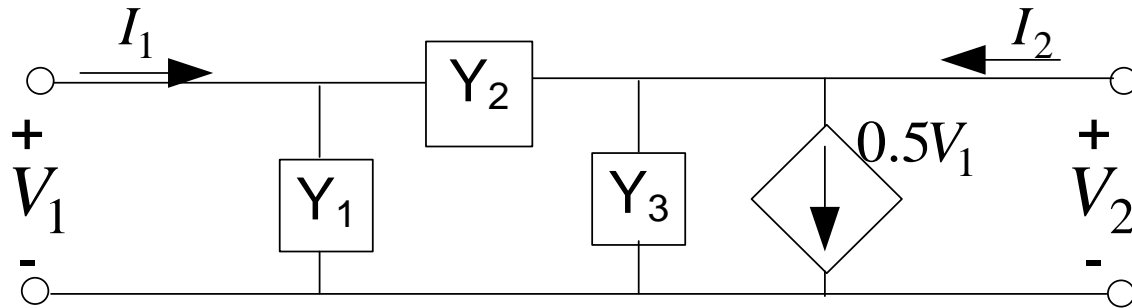 I₁ I₂
Y₂
+ 0.5V₁ +
V₁ Y₁ Y₃ V₂
- -